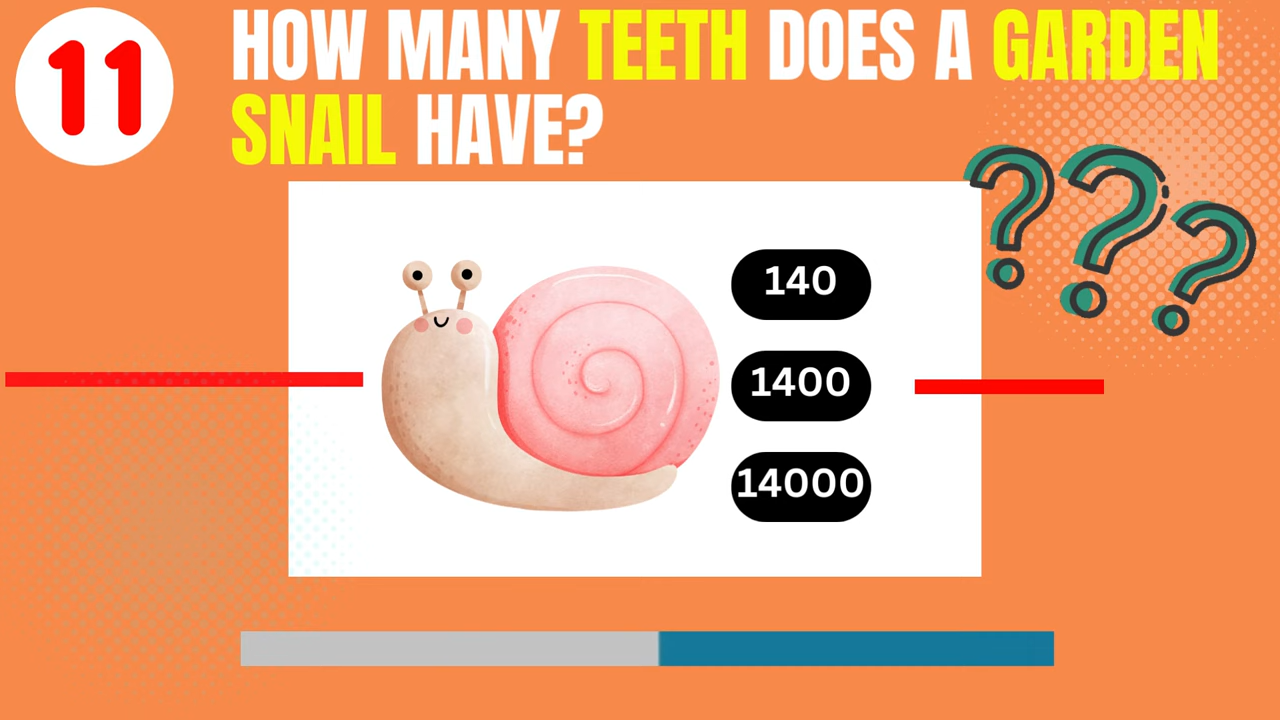 11
HOW MANY TEETH DOES A GARDEN
SNAIL HAVE?
???
140
1400
14000